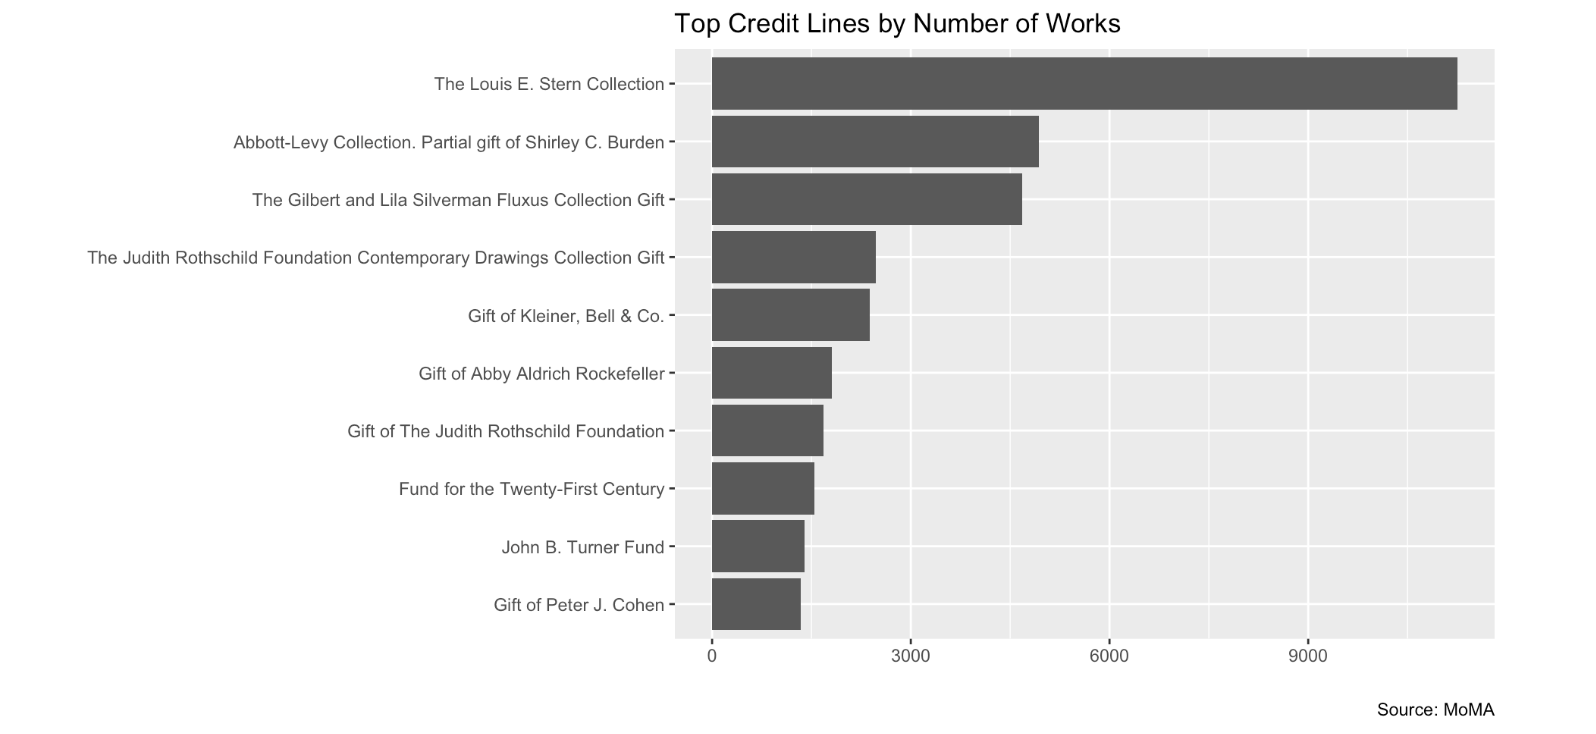 Top Credit Lines by Number of Works
The Louis E. Stern Collection
Abbott-Levy Collection. Partial gift of Shirley C. Burden
The Gilbert and Lila Silverman Fluxus Collection Gift
The Judith Rothschild Foundation Contemporary Drawings Collection Gift
Gift of Kleiner, Bell & Co.
Gift of Abby Aldrich Rockefeller
Gift of The Judith Rothschild Foundation
Fund for the Twenty-First Century
John B. Turner Fund
Gift of Peter J. Cohen
0 3000 6000 9000
Source: MoMA